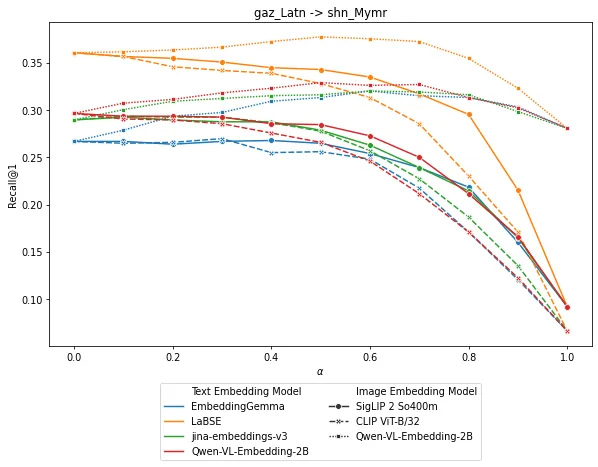 gaz_Latn -> shn_Mymr
Recall@1
0.35
0.30
0.25
0.20
0.15
0.10
0.0
0.2
0.4
0.6
0.8
1.0
α
Text Embedding Model
EmbeddingGemma
LaBSE
jina-embeddings-v3
Qwen-VL-Embedding-2B
Image Embedding Model
SigLIP 2 So400m
CLIP ViT-B/32
Qwen-VL-Embedding-2B